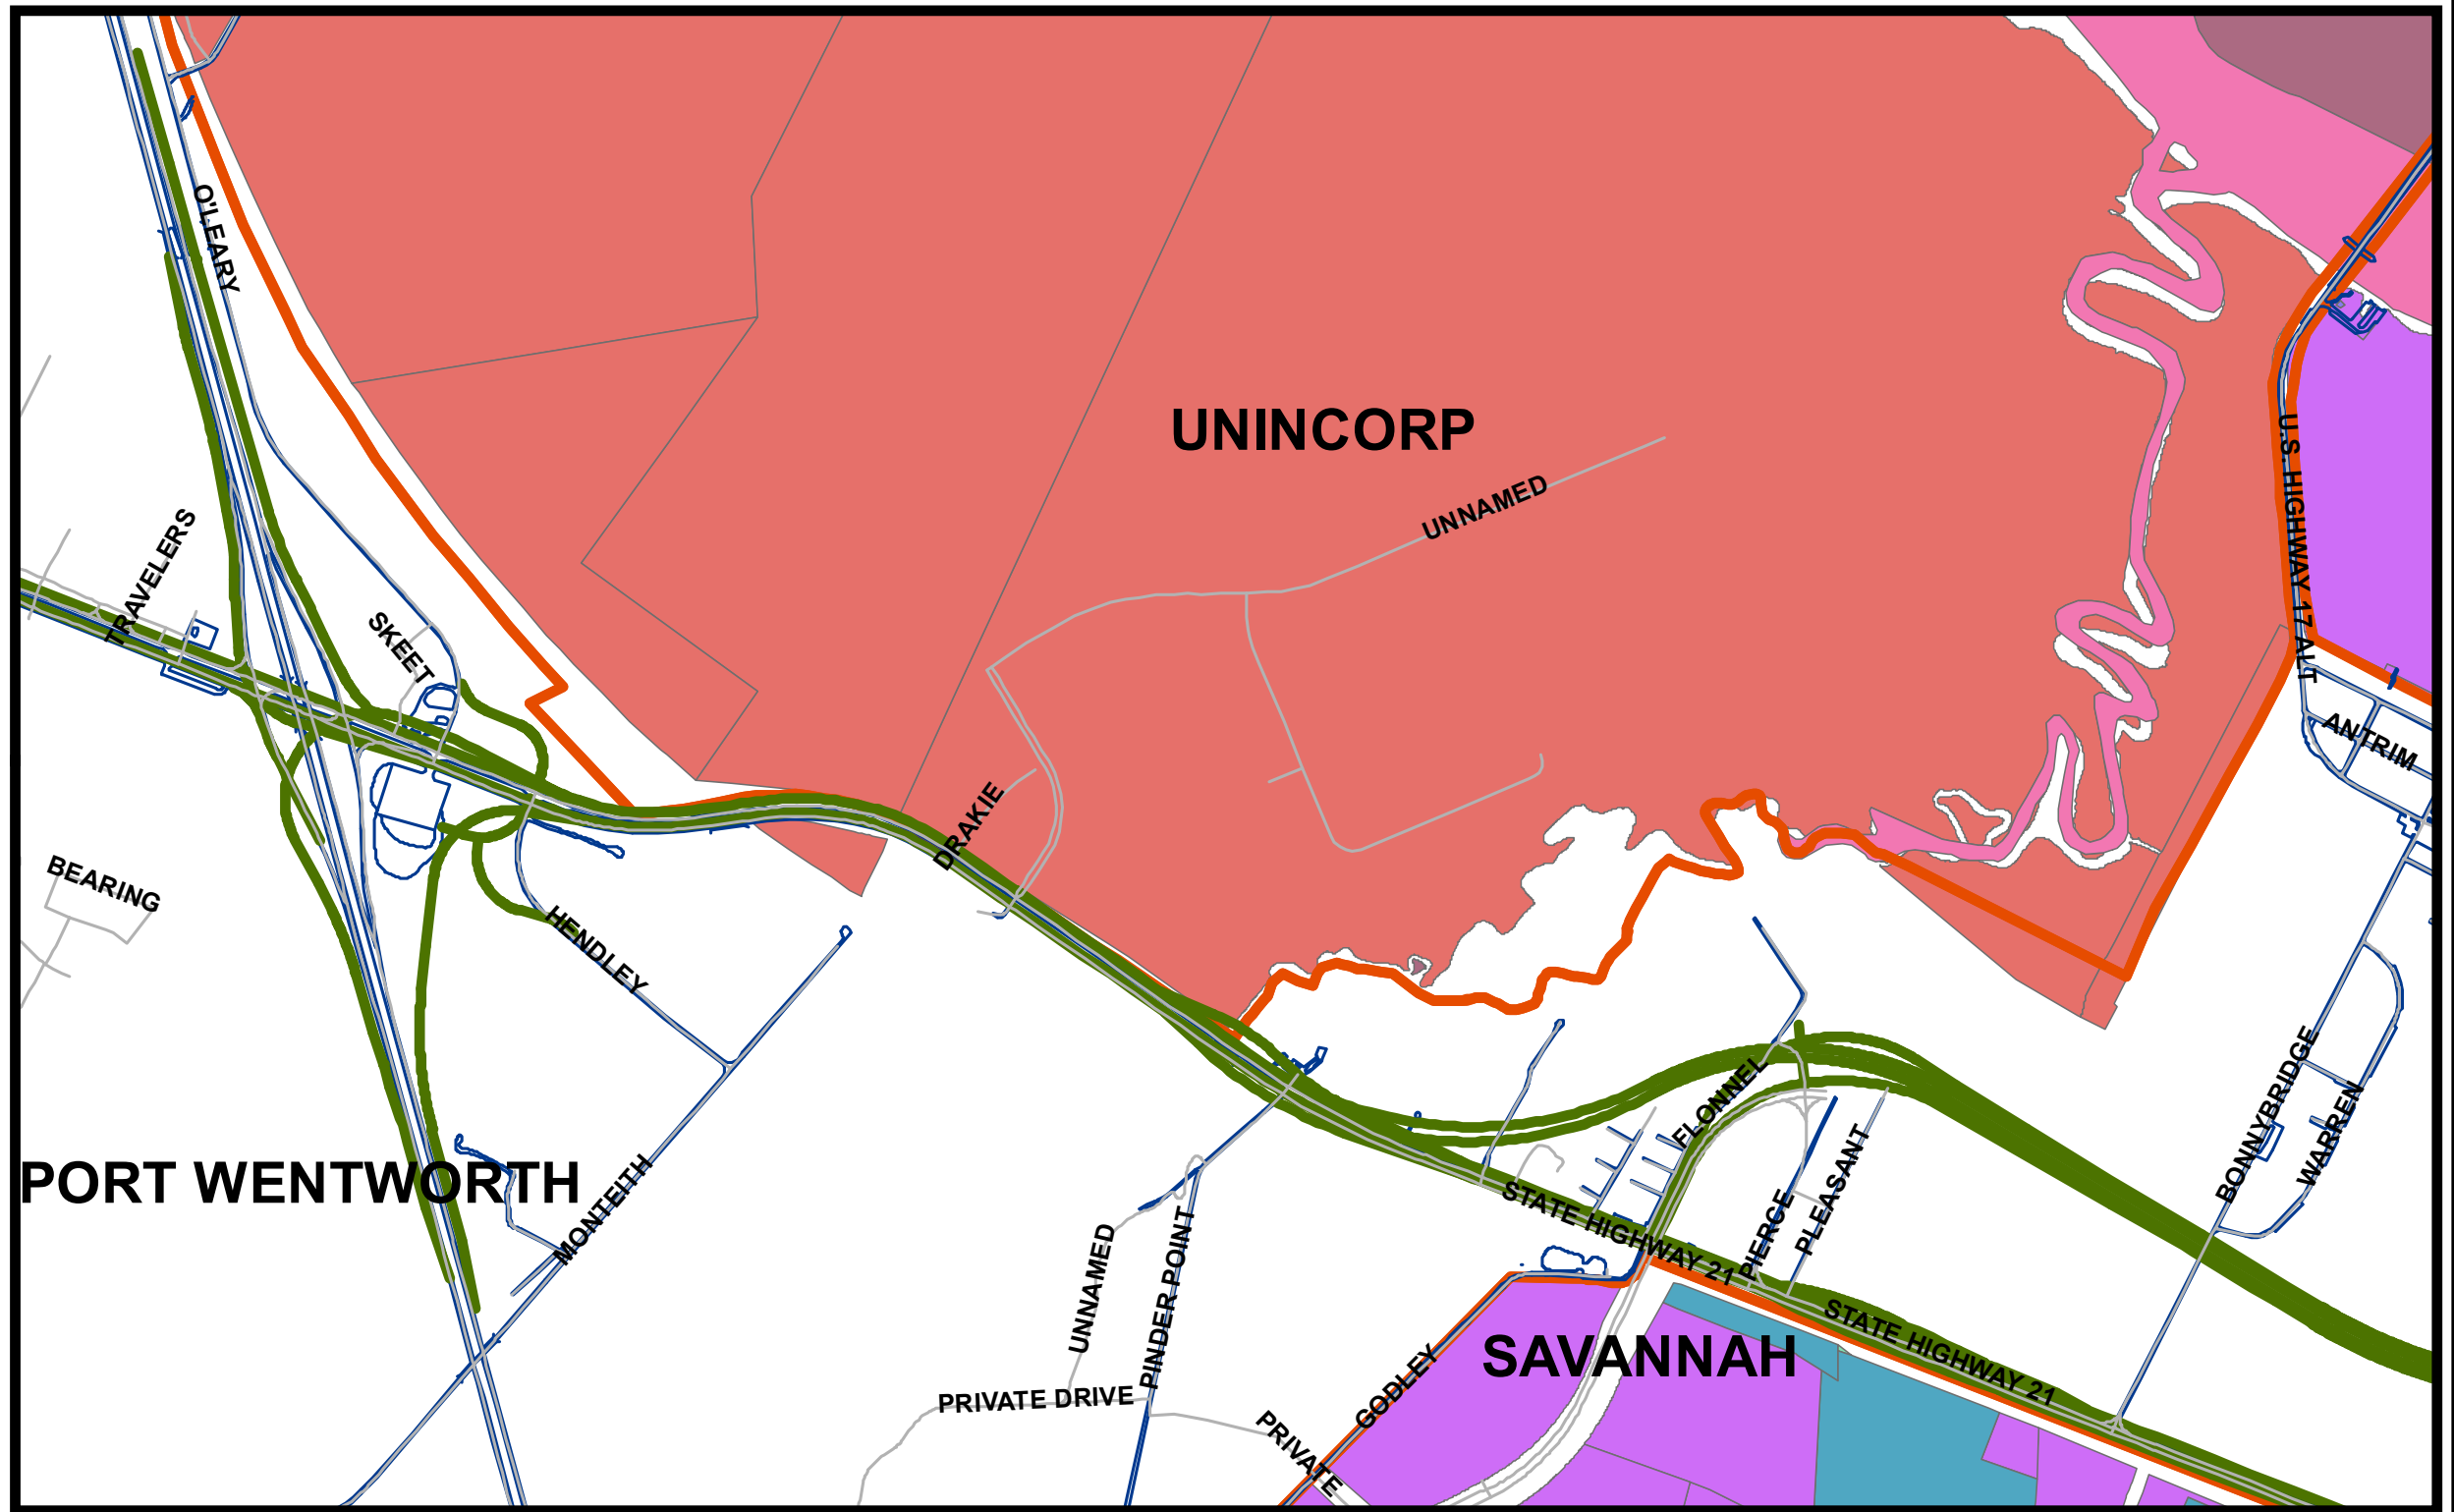 O'LEARY
UNINCORP
U.S. HIGHWAY 17 ALT
UNNAMED
TRAVELERS
SKEET
ANTRIM
DRAKIE
BEARING
HENDLEY
FLONNEL
BONNYBRIDGE
WARREN
PORT WENTWORTH
MONTEITH
STATE HIGHWAY 21
PIERCE
PLEASANT
UNNAMED
PINDER POINT
SAVANNAH
STATE HIGHWAY 21
GODLEY
PRIVATE DRIVE
PRIVATE